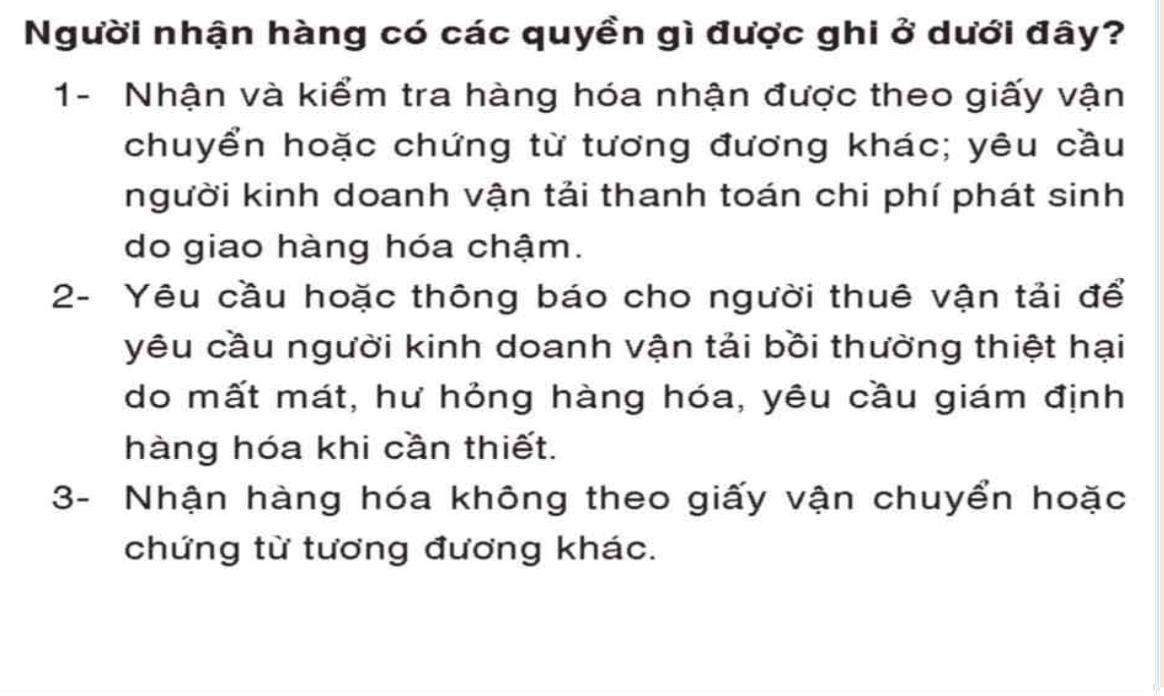 Người nhận hàng có các quyền gì được ghi ở dưới đây?
1- Nhận và kiểm tra hàng hóa nhận được theo giấy vận
chuyển hoặc chứng từ tương đương khác; yêu cầu
người kinh doanh vận tải thanh toán chi phí phát sinh
do giao hàng hóa chậm.
2- Yêu cầu hoặc thông báo cho người thuê vận tải để
yêu cầu người kinh doanh vận tải bồi thường thiệt hại
do mất mát, hư hỏng hàng hóa, yêu cầu giám định
hàng hóa khi cần thiết.
3- Nhận hàng hóa không theo giấy vận chuyển hoặc
chứng từ tương đương khác.